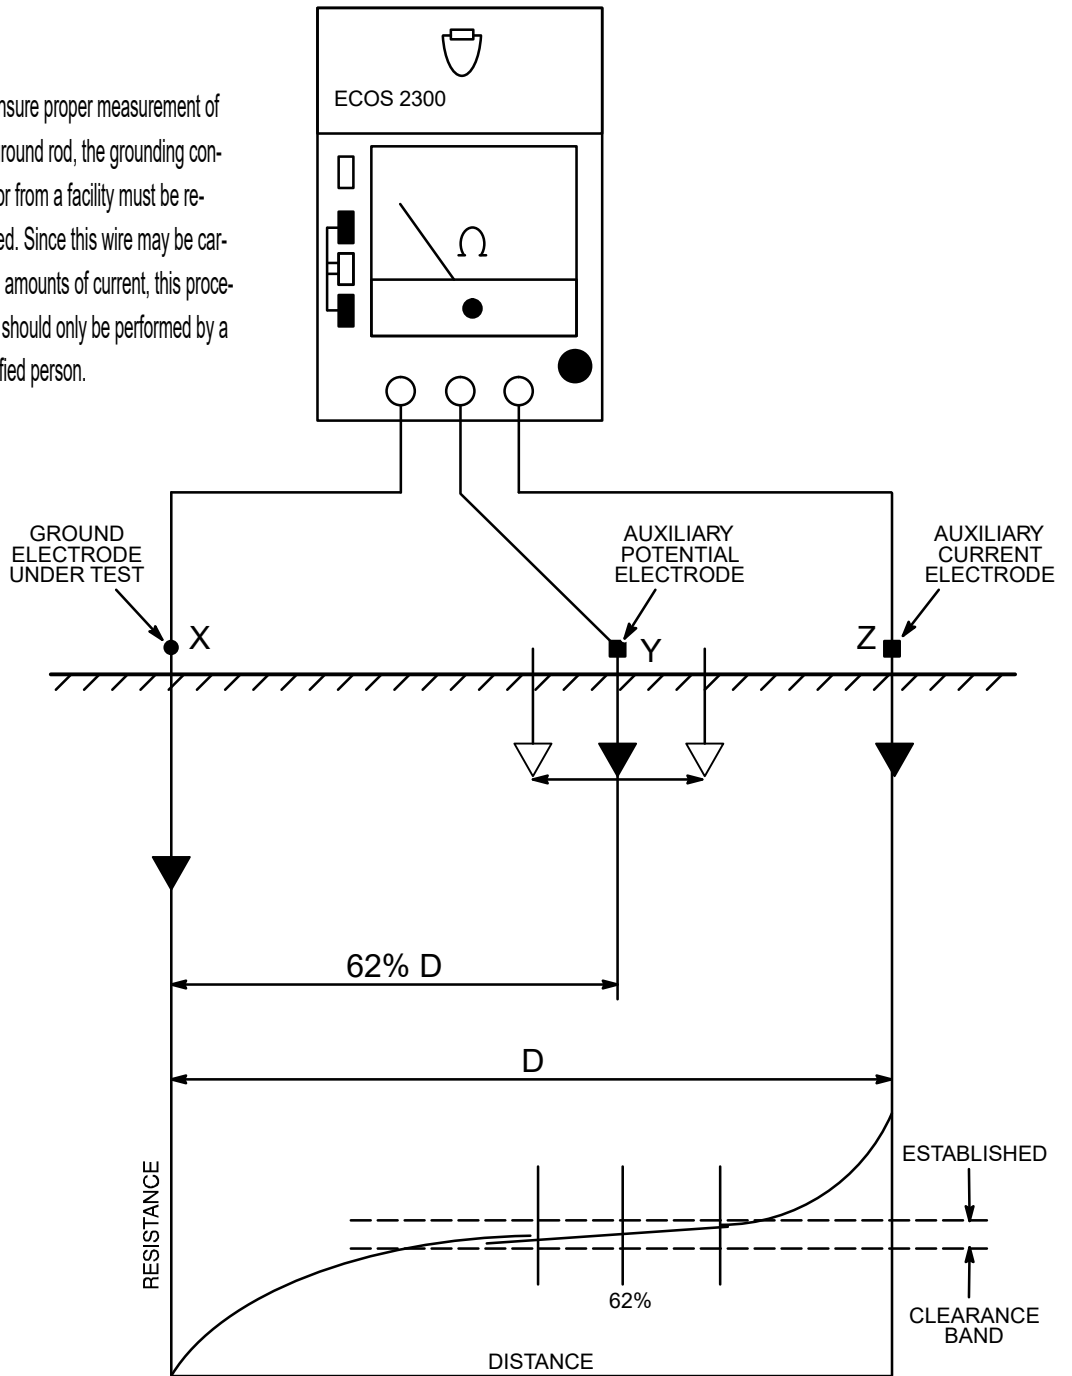 nsure proper measurement of
round rod, the grounding con-
or from a facility must be re-
ed. Since this wire may be car-
amounts of current, this proce-
should only be performed by a
fied person.
ECOS 2300
Ω
GROUND
ELECTRODE
UNDER TEST
AUXILIARY
POTENTIAL
ELECTRODE
AUXILIARY
CURRENT
ELECTRODE
X
Y
Z
62% D
D
RESISTANCE
ESTABLISHED
62%
CLEARANCE
BAND
DISTANCE